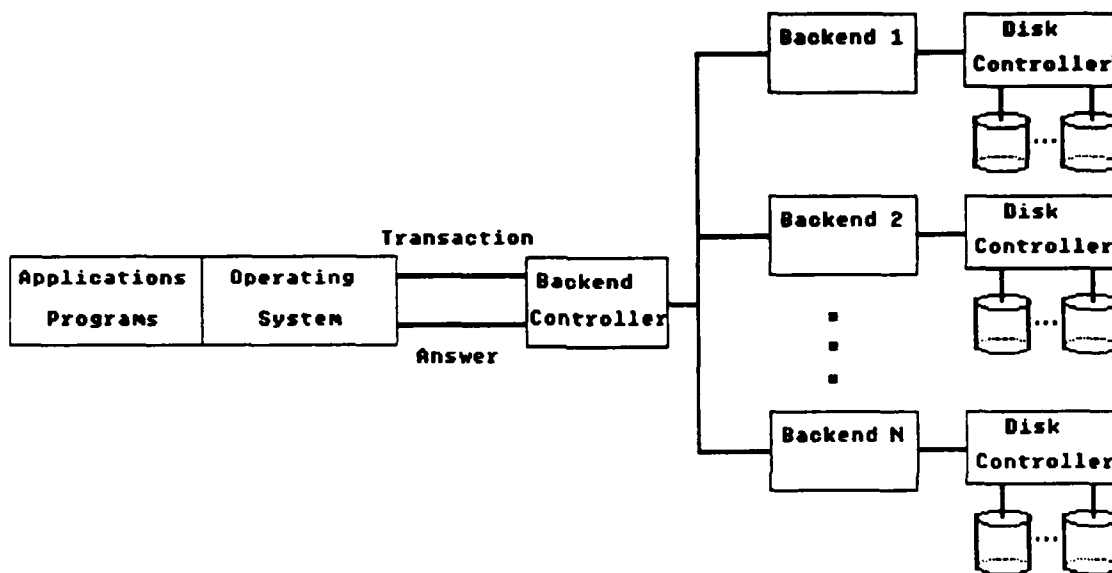 Backend 1
Disk
Controller
...
Backend 2
Disk
Controller
...
Transaction
Applications
Programs
Operating
System
Backend
Controller
Answer
Backend N
Disk
Controller
...